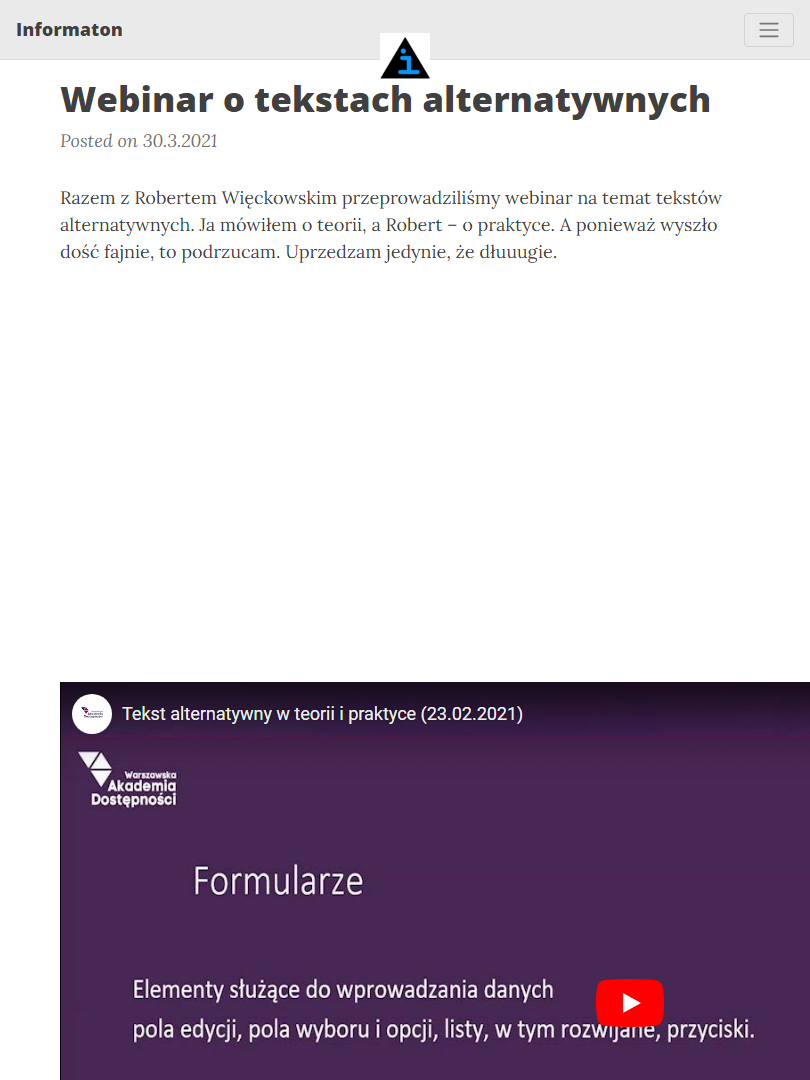 Informaton
i
Webinar o tekstach alternatywnych
Posted on 30.3.2021
Razem z Robertem Więckowskim przeprowadziliśmy webinar na temat tekstów
alternatywnych. Ja mówiłem o teorii, a Robert – o praktyce. A ponieważ wyszło
dość fajnie, to podrzucam. Uprzedzam jedynie, że dłuuugie.
Tekst alternatywny w teorii i praktyce (23.02.2021)
Warszawska
Akademia
Dostępności
Formularze
Elementy służące do wprowadzania danych
pola edycji, pola wyboru i opcji, listy, w tym rozwijane, przyciski.